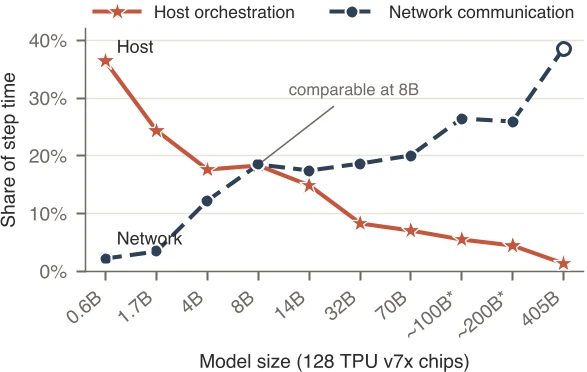 Host orchestration Network communication
40%
Host
comparable at 8B
30%
20%
10%
Network
0%
Share of step time
0.6B 1.7B 4B 8B 14B 32B 70B ~100B* ~200B* 405B
Model size (128 TPU v7x chips)